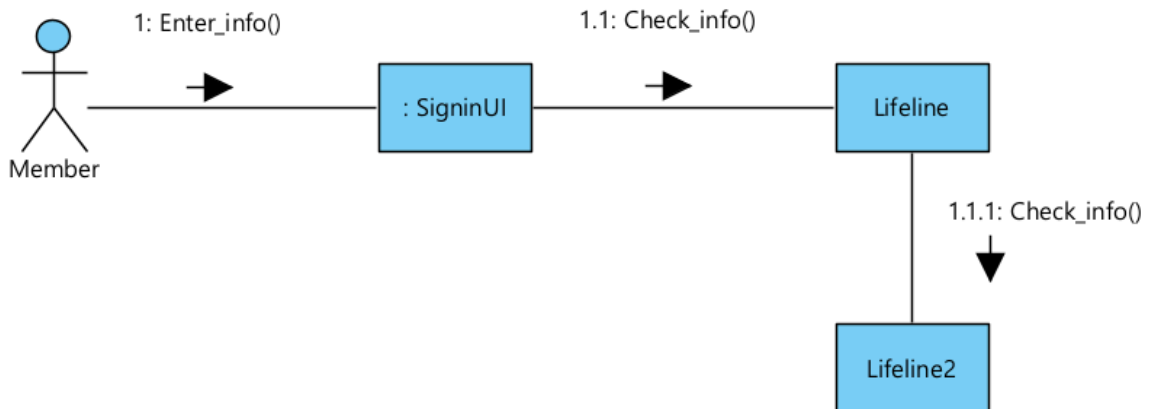 1: Enter_info()
1.1: Check_info()
: SigninUI
Lifeline
Member
1.1.1: Check_info()
Lifeline2